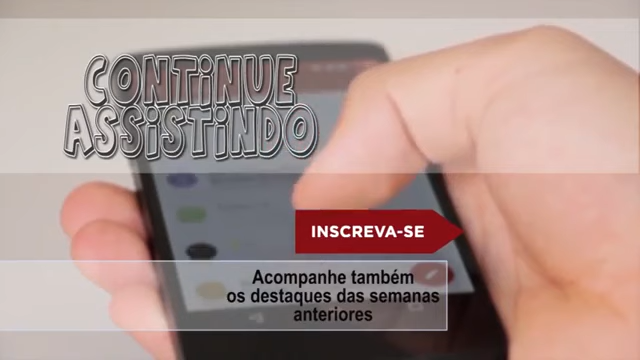 CONTINUE
ASSISTINDO
INSCREVA-SE
Acompanhe também
os destaques das semanas
anteriores